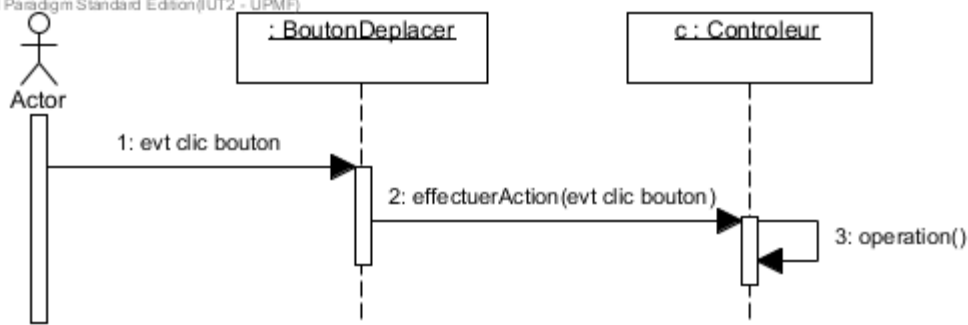 Paradigm Standard Edition(IUT2 - UPMF)
: BoutonDeplacer
c : Controleur
Actor
1: evt clic bouton
2: effectuerAction(evt clic bouton)
3: operation()